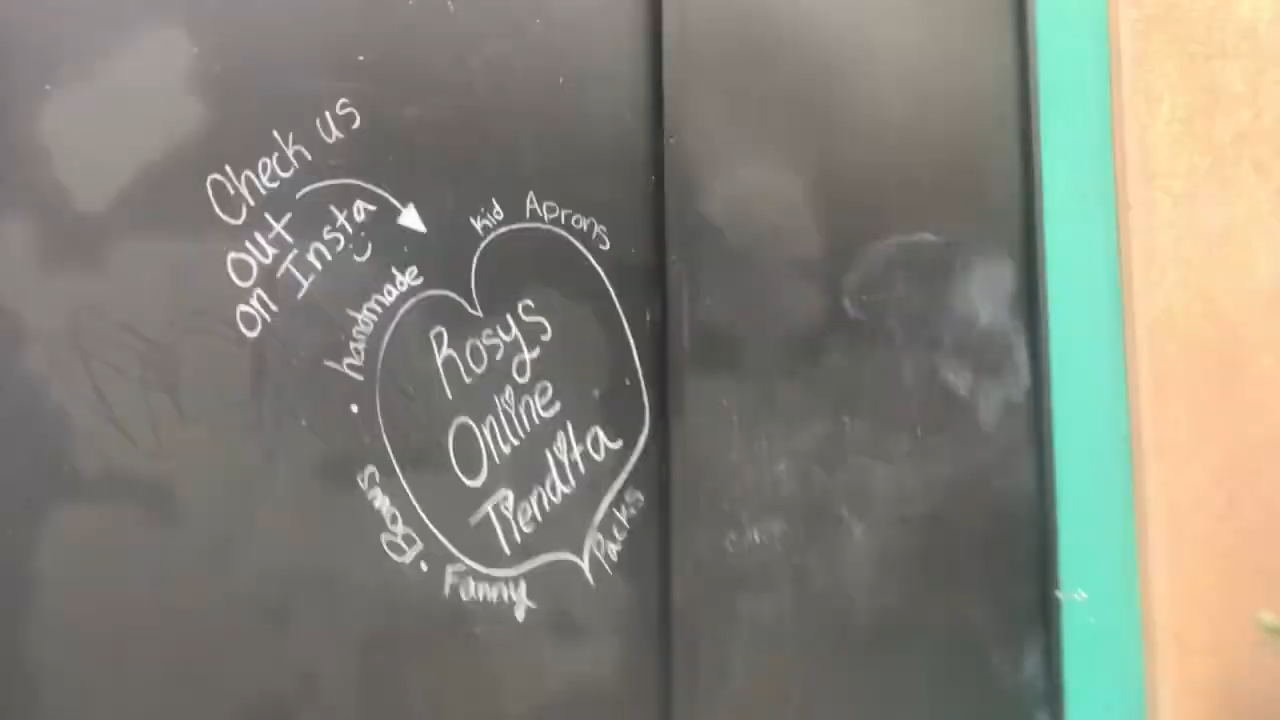 Check us
out
on Insta
Kid Aprons
handmade
Rosys
Online
Tiendita
Bows
Fanny
Packs